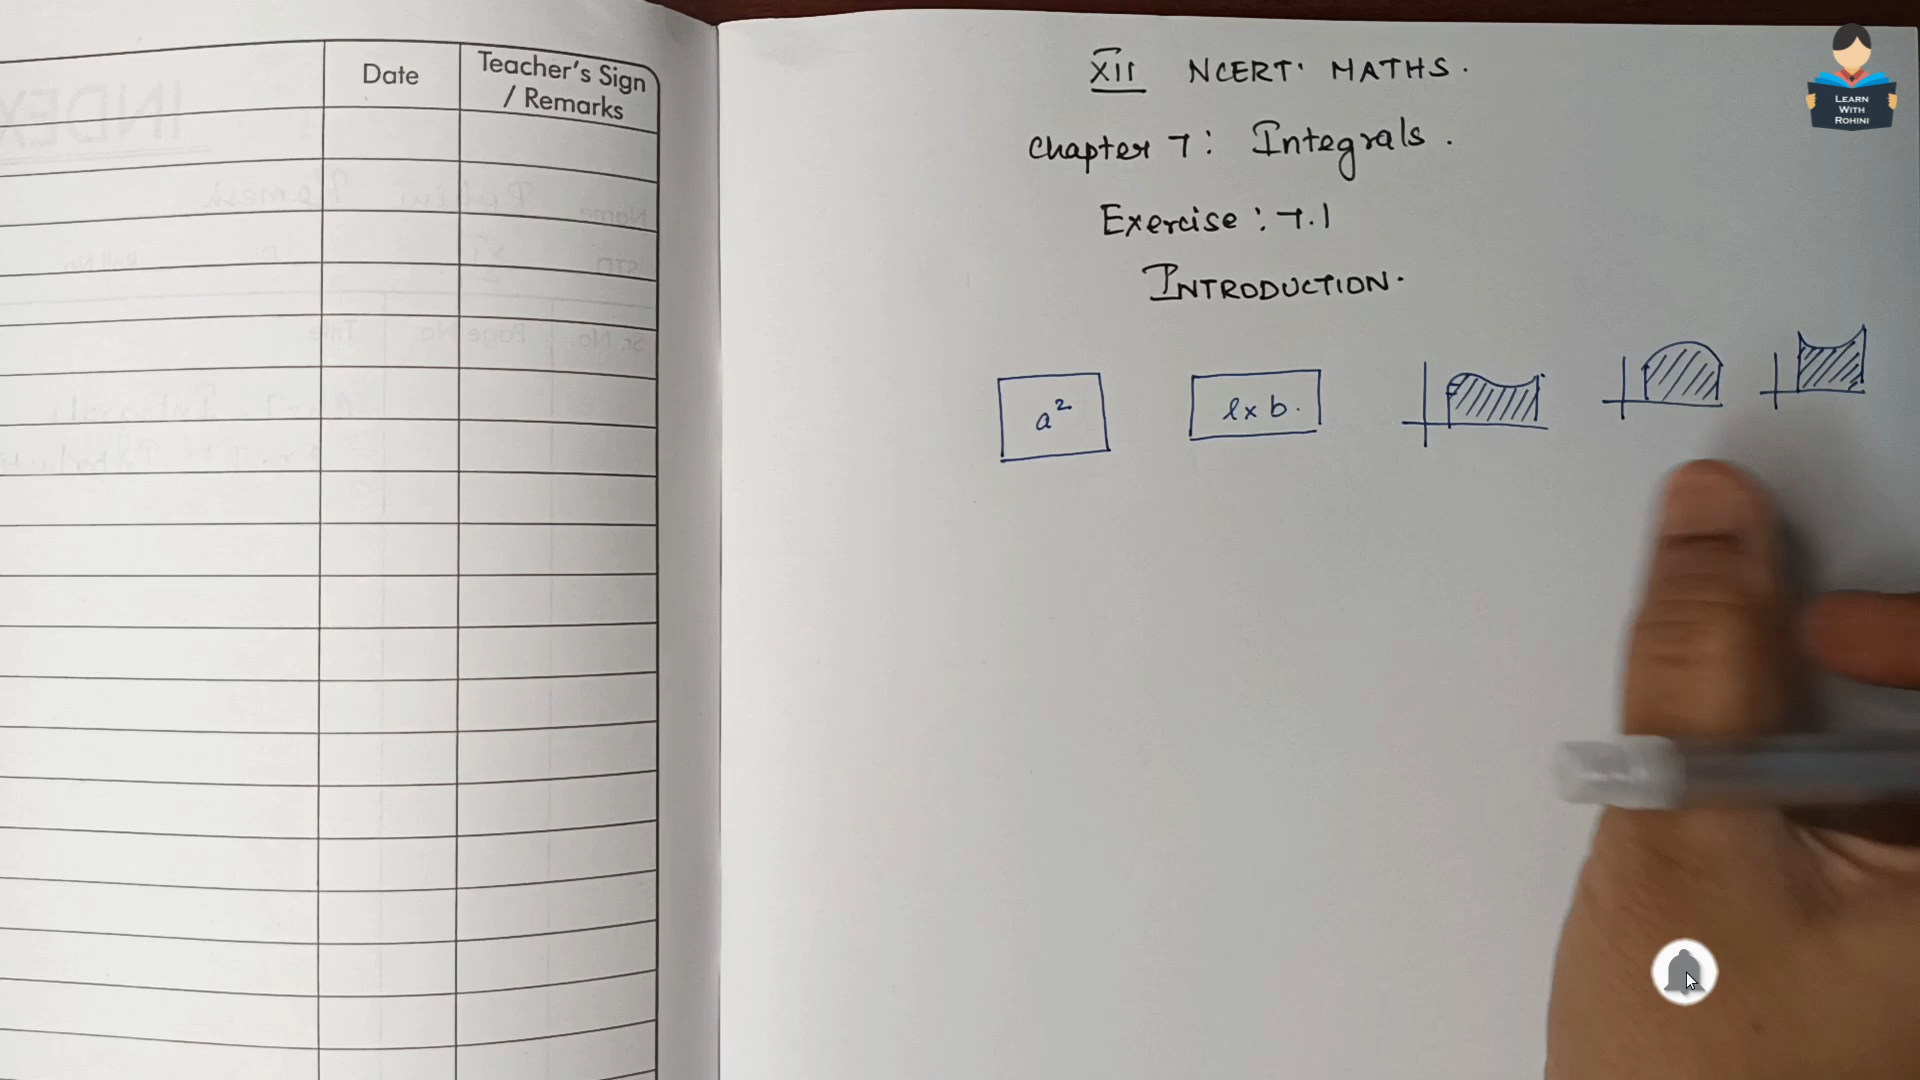 Date
Teacher's Sign
/ Remarks
XII NCERT. MATHS.
Chapter 7: Integrals.
Exercise: 7.1
INTRODUCTION.
a²
l x b.
LEARN
WITH
ROHINI